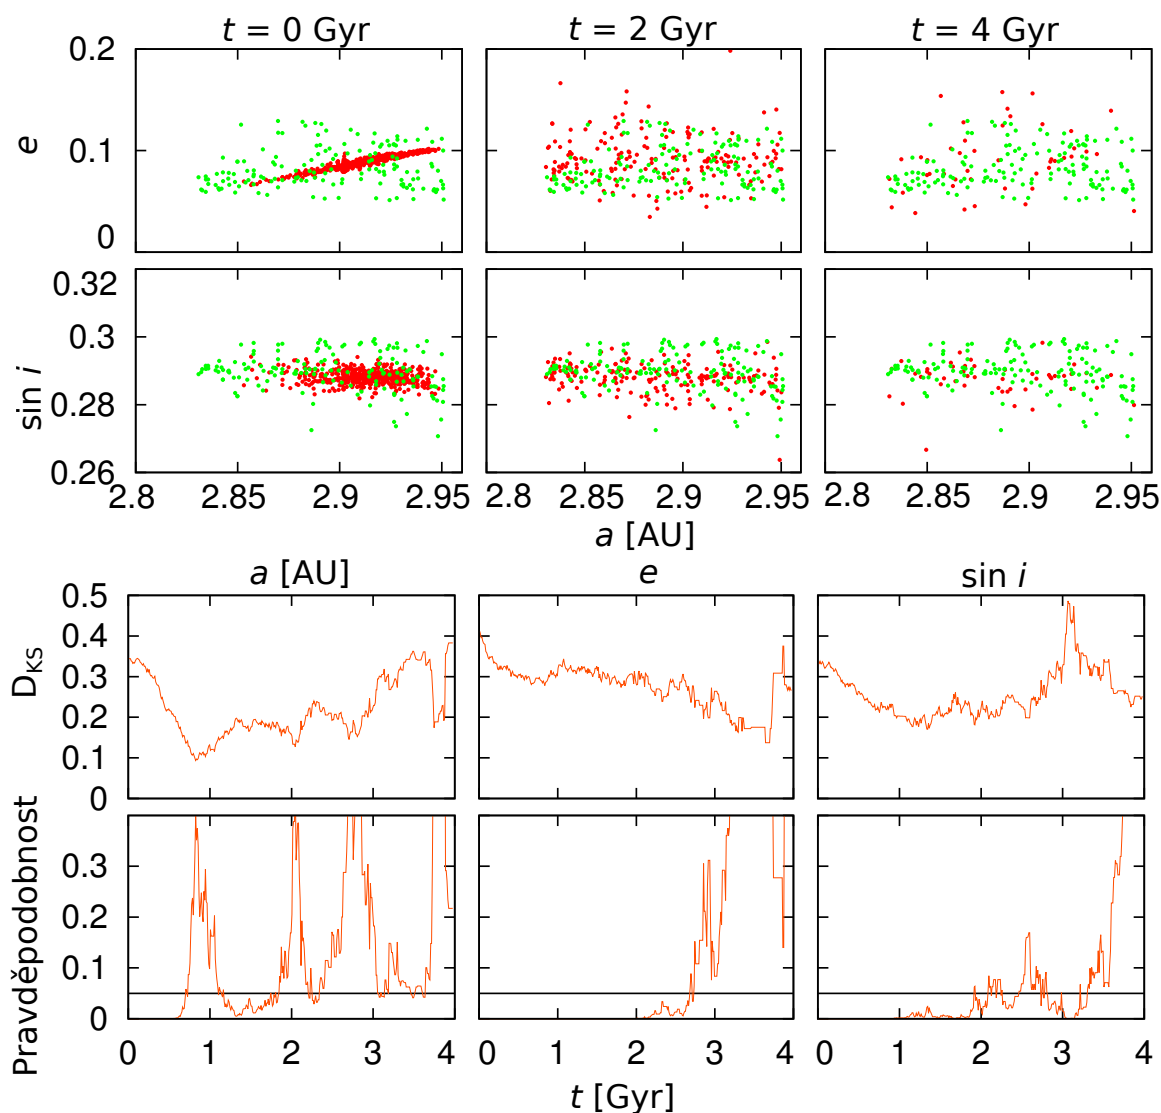 t = 0 Gyr t = 2 Gyr t = 4 Gyr
0.2
e
0.1
0
0.32
0.3
sin i
0.28
0.26
2.8 2.85 2.9 2.95 2.8 2.85 2.9 2.95 2.8 2.85 2.9 2.95
a [AU]
a [AU] e sin i
0.5
0.4
D_KS
0.3
0.2
0.1
0
Pravděpodobnost
0.3
0.2
0.1
0
0 1 2 3 4 0 1 2 3 4 0 1 2 3 4
t [Gyr]